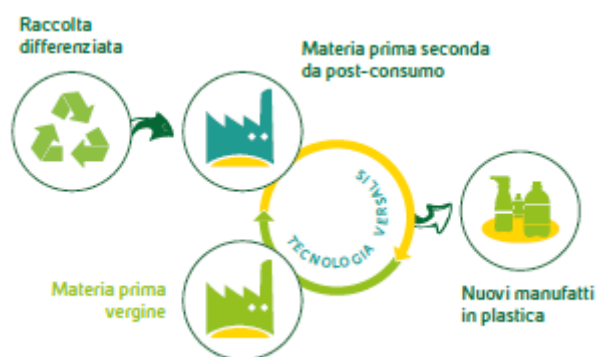 Raccolta
differenziata
Materia prima seconda
da post-consumo
TECNOLOGIA VERSALIS
Materia prima
vergine
Nuovi manufatti
in plastica